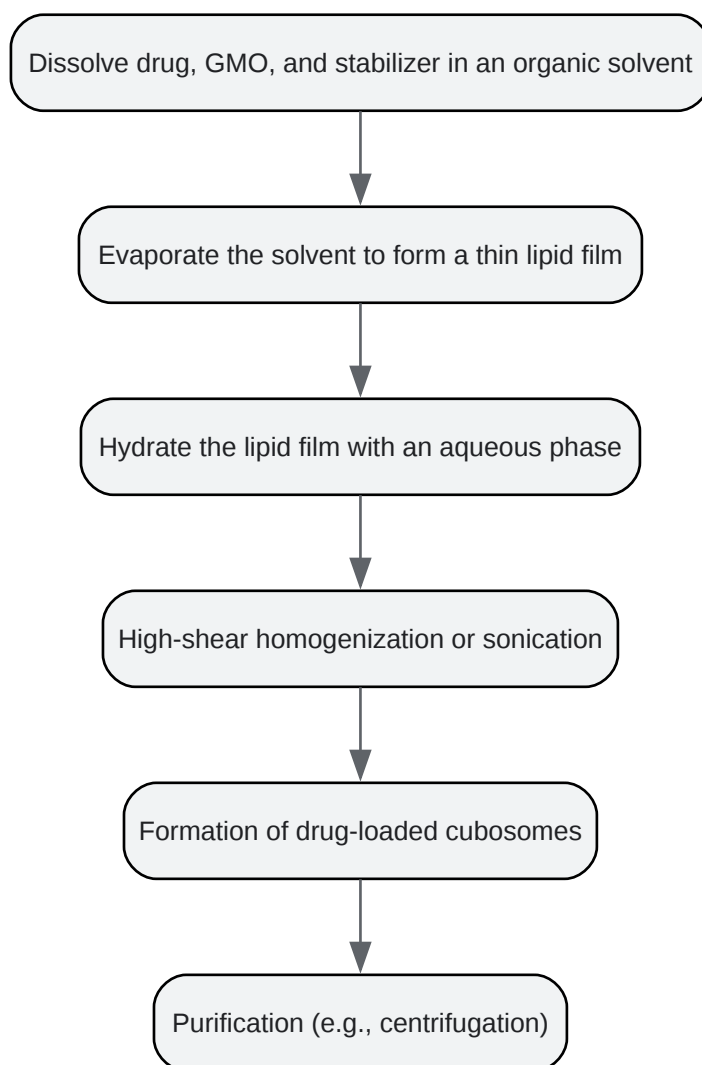 Dissolve drug, GMO, and stabilizer in an organic solvent
Evaporate the solvent to form a thin lipid film
Hydrate the lipid film with an aqueous phase
High-shear homogenization or sonication
Formation of drug-loaded cubosomes
Purification (e.g., centrifugation)